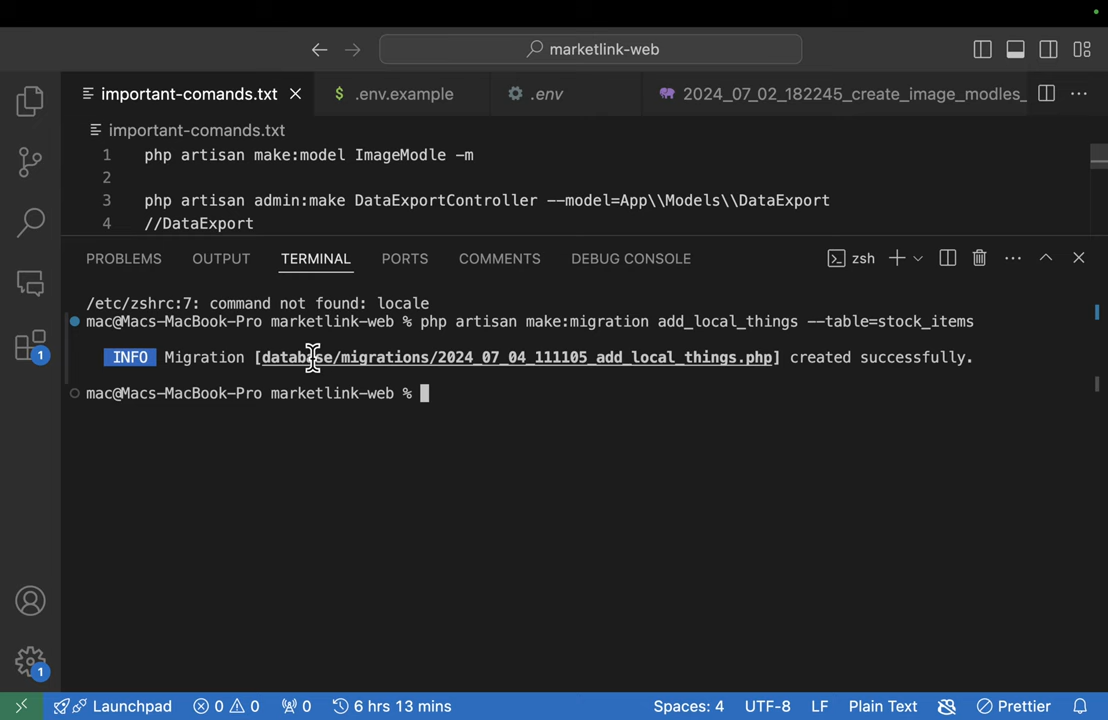 marketlink-web
important-comands.txt
.env.example
.env
2024_07_02_182245_create_image_modles_
important-comands.txt
1 php artisan make:model ImageModle -m
2
3 php artisan admin:make DataExportController --model=App\\Models\\DataExport
4 //DataExport
PROBLEMS OUTPUT TERMINAL PORTS COMMENTS DEBUG CONSOLE zsh
/etc/zshrc:7: command not found: locale
mac@Macs-MacBook-Pro marketlink-web % php artisan make:migration add_local_things --table=stock_items
INFO Migration [database/migrations/2024_07_04_111105_add_local_things.php] created successfully.
mac@Macs-MacBook-Pro marketlink-web %
1
1
Launchpad 0 0 0 6 hrs 13 mins Spaces: 4 UTF-8 LF Plain Text Prettier